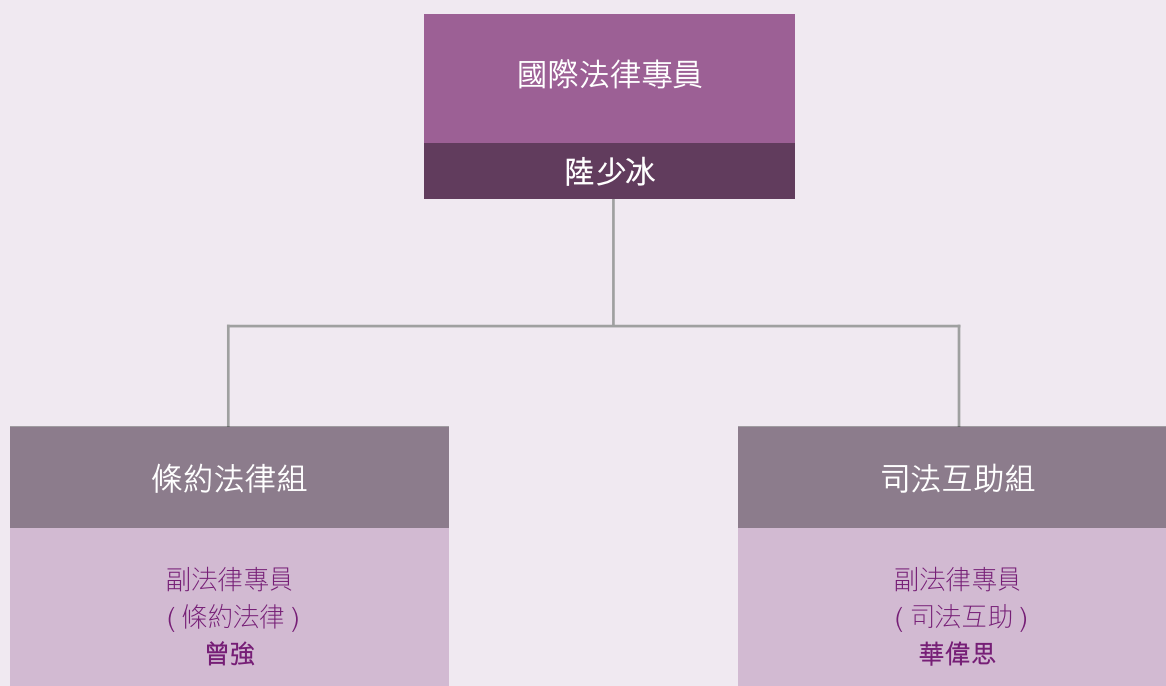 國際法律專員
陸少冰
條約法律組
副法律專員
( 條約法律 )
曾強
司法互助組
副法律專員
( 司法互助 )
華偉思